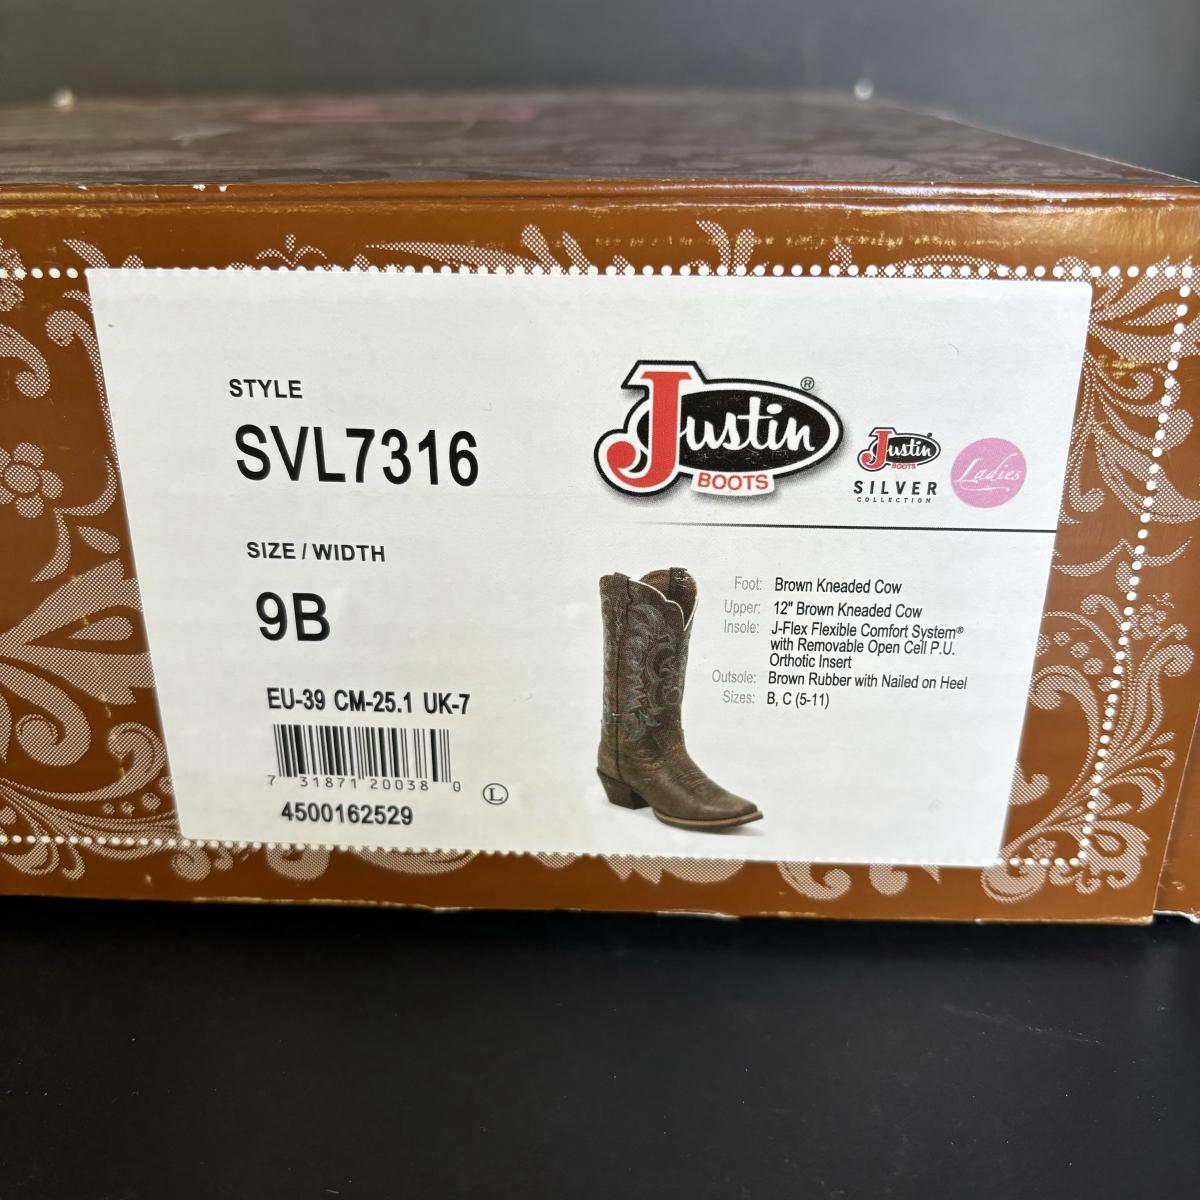 STYLE
SVL7316
SIZE / WIDTH
9B
EU-39 CM-25.1 UK-7
7 31871 20038 0
4500162529
L
Justin®
BOOTS
Justin
BOOTS
SILVER
COLLECTION
Ladies
Foot: Brown Kneaded Cow
Upper: 12" Brown Kneaded Cow
Insole: J-Flex Flexible Comfort System®
with Removable Open Cell P.U.
Orthotic Insert
Outsole: Brown Rubber with Nailed on Heel
Sizes: B, C (5-11)